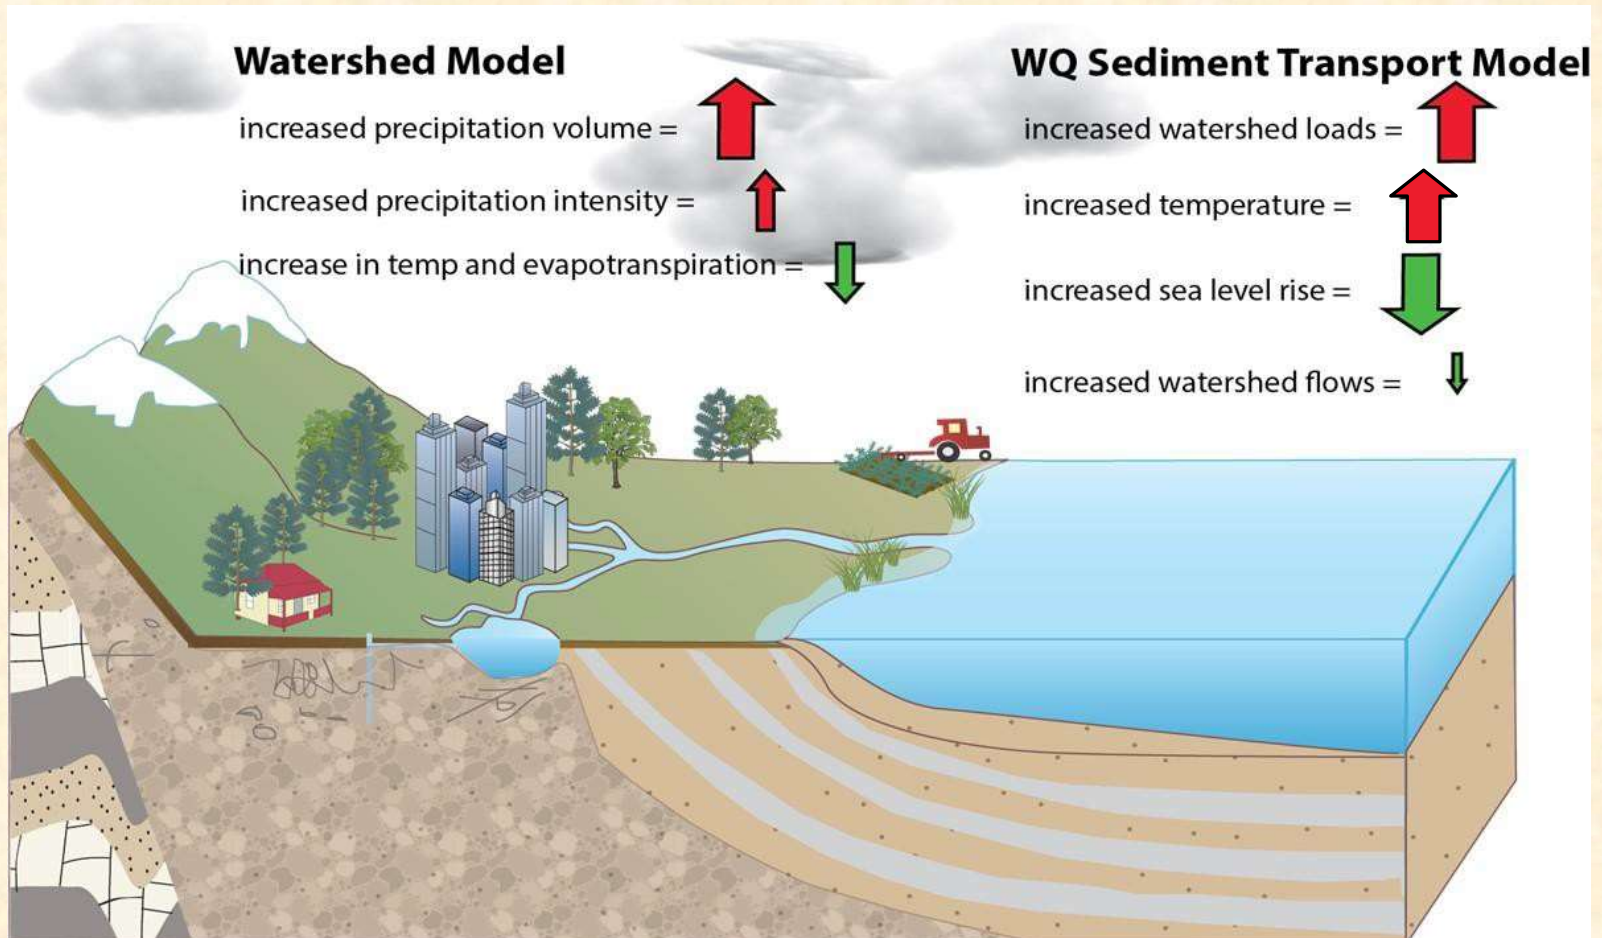 Watershed Model
increased precipitation volume =
increased precipitation intensity =
increase in temp and evapotranspiration =
WQ Sediment Transport Model
increased watershed loads =
increased temperature =
increased sea level rise =
increased watershed flows =